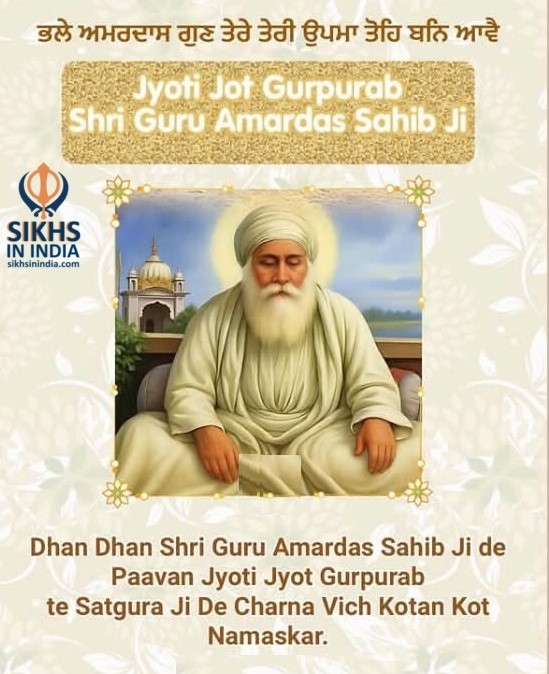 ਭਲੇ ਅਮਰਦਾਸ ਗੁਣ ਤੇਰੇ ਤੇਰੀ ਉਪਮਾ ਤੋਹਿ ਬਨਿ ਆਵੈ
Jyoti Jot Gurpurab
Shri Guru Amardas Sahib Ji
SIKHS
IN INDIA
sikhsinindia.com
Dhan Dhan Shri Guru Amardas Sahib Ji de
Paavan Jyoti Jyot Gurpurab
te Satgura Ji De Charna Vich Kotan Kot
Namaskar.